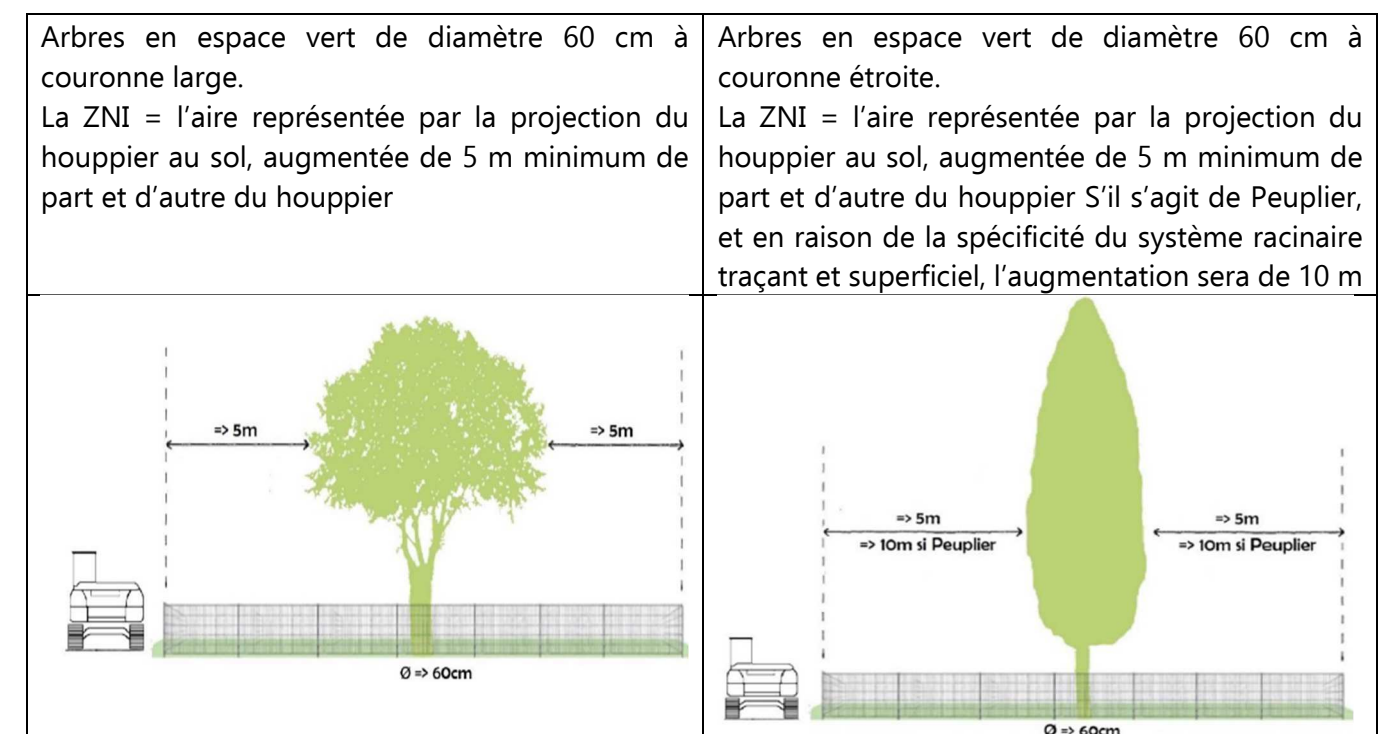 Arbres en espace vert de diamètre 60 cm à
couronne large.
La ZNI = l’aire représentée par la projection du
houppier au sol, augmentée de 5 m minimum de
part et d’autre du houppier
Arbres en espace vert de diamètre 60 cm à
couronne étroite.
La ZNI = l’aire représentée par la projection du
houppier au sol, augmentée de 5 m minimum de
part et d’autre du houppier S’il s’agit de Peuplier,
et en raison de la spécificité du système racinaire
traçant et superficiel, l’augmentation sera de 10 m
=> 5m
=> 5m
Ø => 60cm
=> 5m
=> 10m si Peuplier
=> 5m
=> 10m si Peuplier
Ø => 60cm